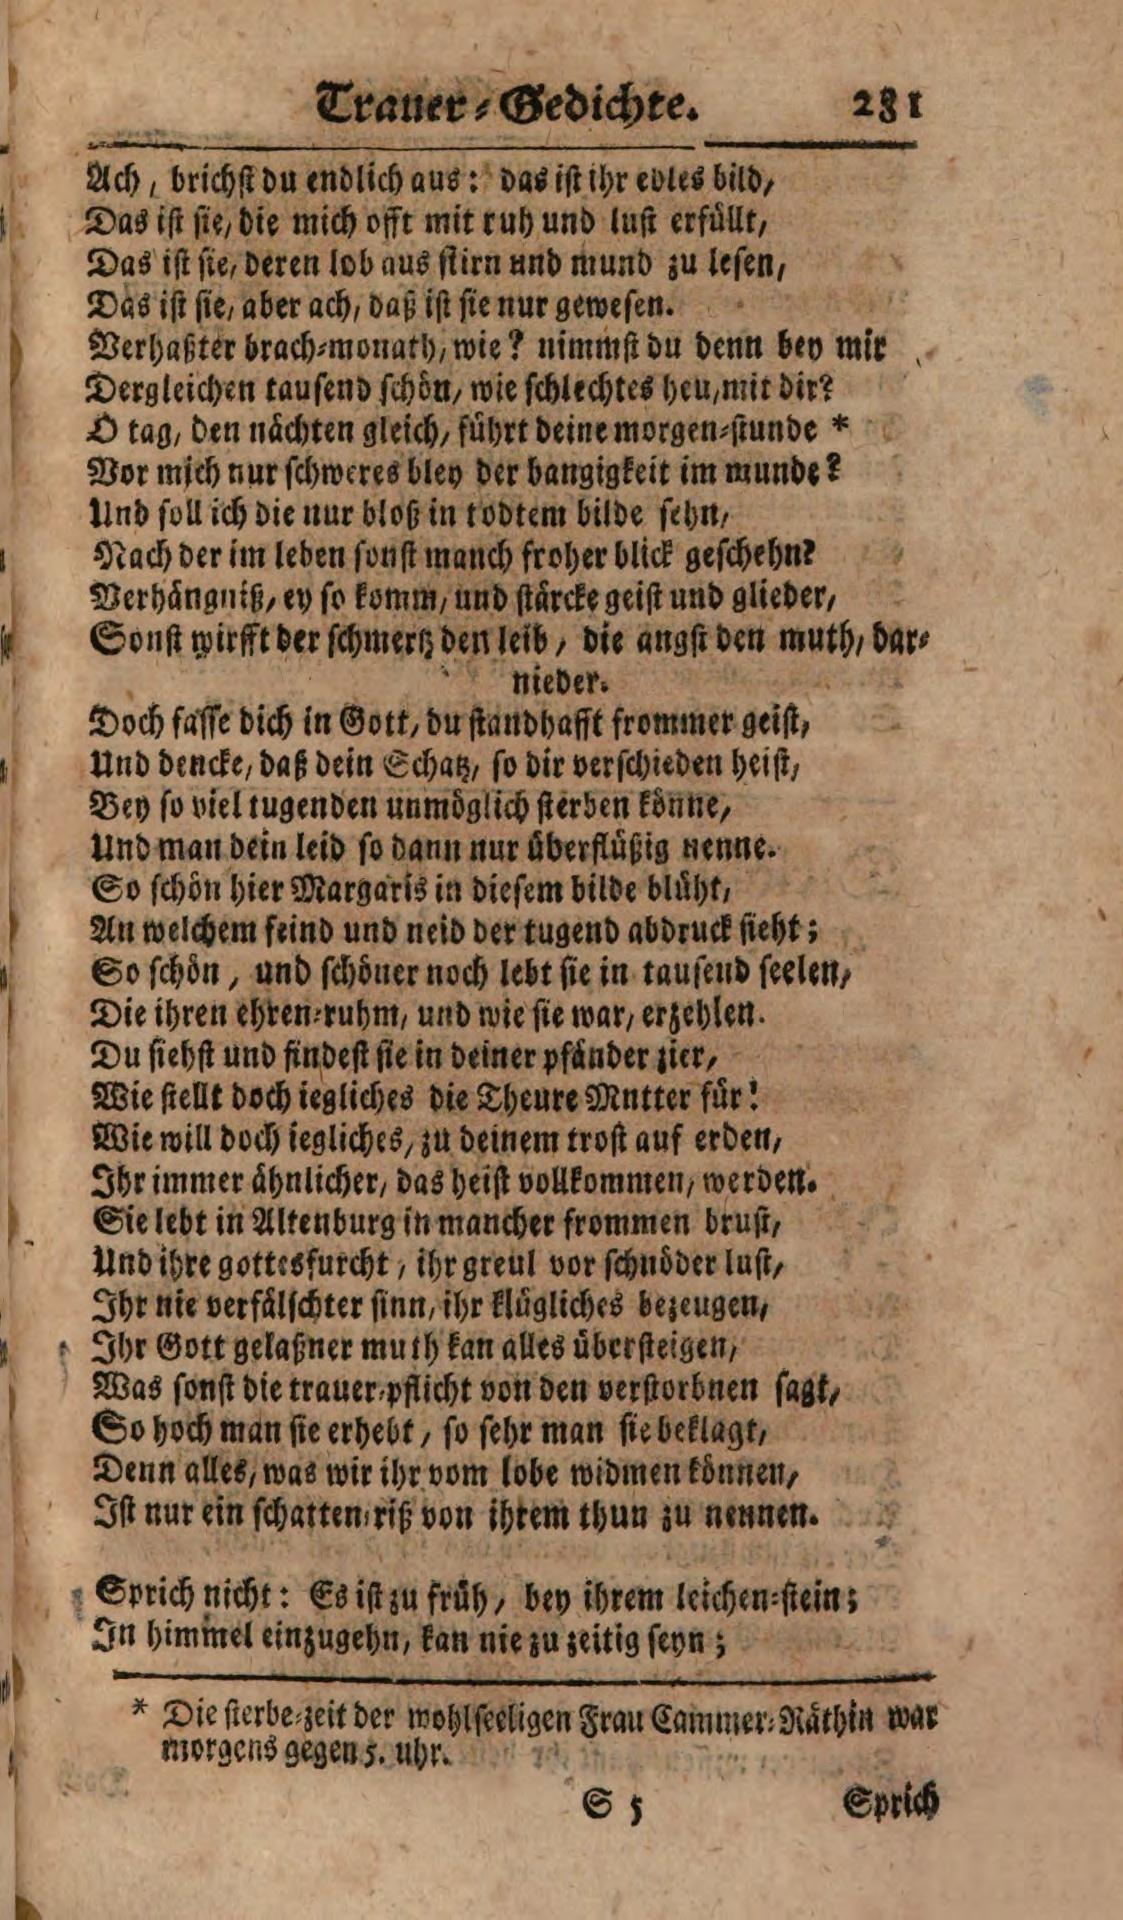 Trauer-Gedichte. 281
Ach, brichst du endlich aus: das ist ihr edles bild,
Das ist sie, die mich offt mit ruh und lust erfüllt,
Das ist sie, deren lob aus stirn und mund zu lesen,
Das ist sie, aber ach, daß ist sie nur gewesen.
Verhaßter brach-monath, wie? nimmst du denn bey mir
Dergleichen tausend schön, wie schlechtes heu, mit dir?
O tag, den nächten gleich, führt deine morgen-stunde *
Vor mich nur schweres bley der bangigkeit im munde?
Und soll ich die nur bloß in todtem bilde sehn,
Nach der im leben sonst manch froher blick geschehn?
Verhängniß, ey so komm, und stärcke geist und glieder,
Sonst wirfft der schmertz den leib, die angst den muth, dar-
nieder.
Doch fasse dich in Gott, du standhafft frommer geist,
Und dencke, daß dein Schatz, so dir verschieden heist,
Bey so viel tugenden unmöglich sterben könne,
Und man dein leid so dann nur überflüßig nenne.
So schön hier Margaris in diesem bilde blüht,
An welchem feind und neid der tugend abdruck sieht;
So schön, und schöner noch lebt sie in tausend seelen,
Die ihren ehren-ruhm, und wie sie war, erzehlen.
Du siehst und findest sie in deiner pfänder zier,
Wie stellt doch iegliches die Theure Mutter für!
Wie will doch iegliches, zu deinem trost auf erden,
Ihr immer ähnlicher, das heist vollkommen, werden.
Sie lebt in Altenburg in mancher frommen brust,
Und ihre gottesfurcht, ihr greul vor schnöder lust,
Ihr nie verfälschter sinn, ihr klügliches bezeugen,
Ihr Gott gelaßner muth kan alles übersteigen,
Was sonst die trauer-pflicht von den verstorbnen sagt,
So hoch man sie erhebt, so sehr man sie beklagt,
Denn alles, was wir ihr vom lobe widmen können,
Ist nur ein schatten-riß von ihrem thun zu nennen.
Sprich nicht: Es ist zu früh, bey ihrem leichen-stein;
In himmel einzugehn, kan nie zu zeitig seyn;
* Die sterbe-zeit der wohlseeligen Frau Cammer-Räthin war
morgens gegen 5. uhr.
S 5 Sprich